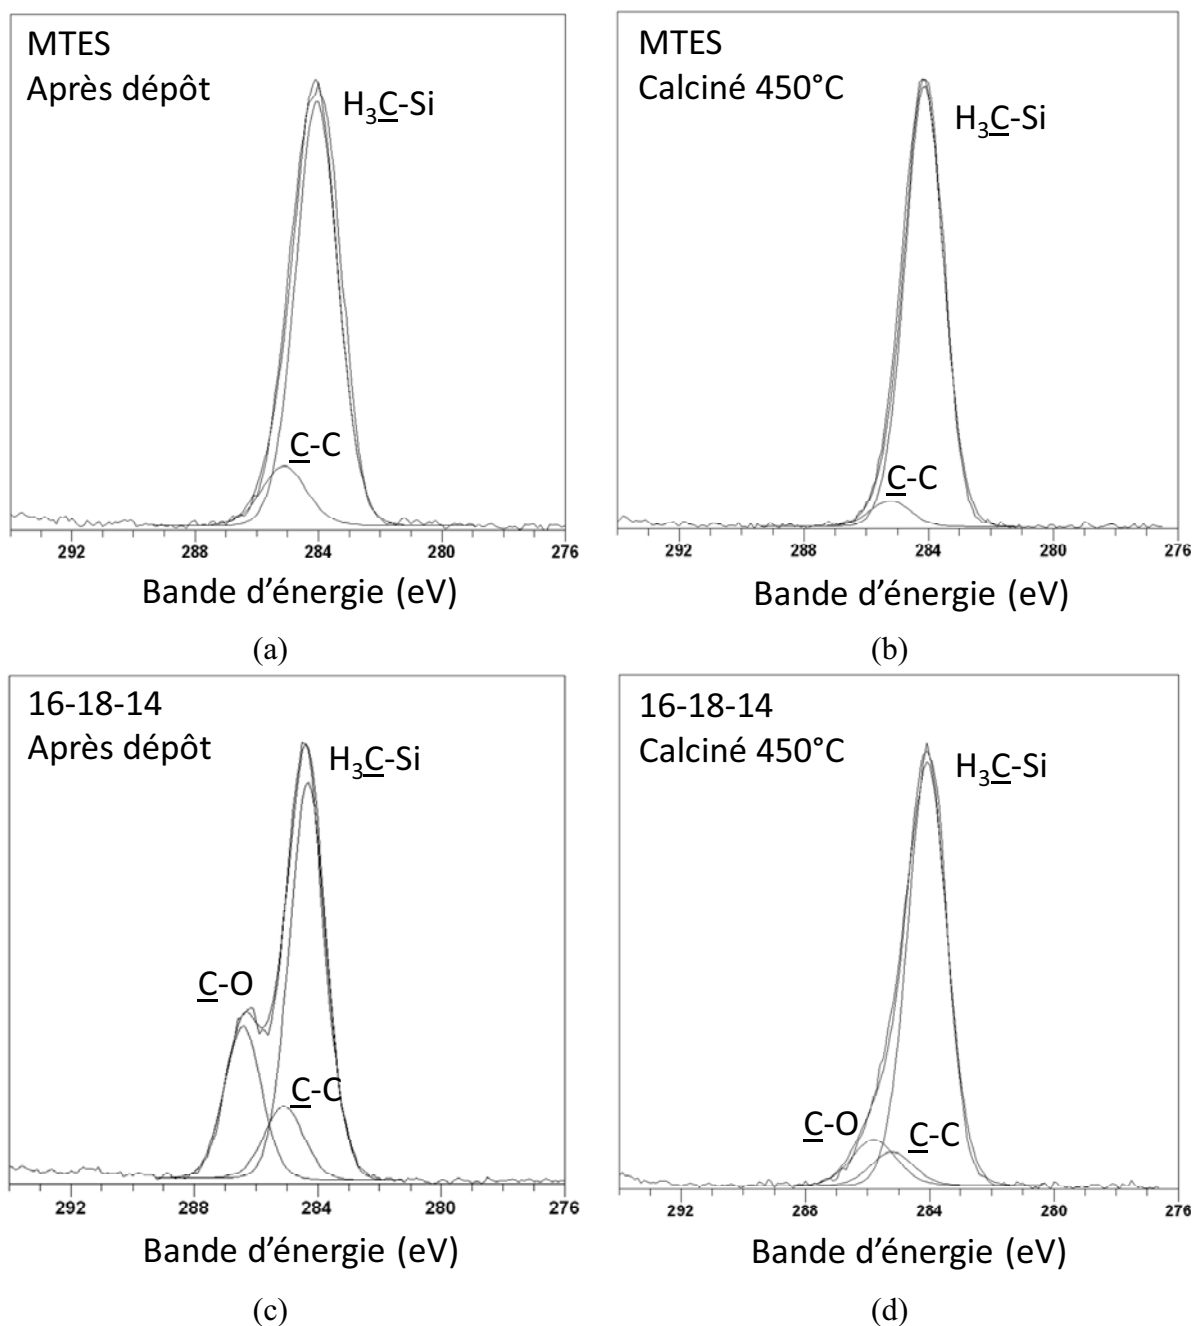 MTES
Après dépôt
H₃C-Si
C-C
292 288 284 280 276
Bande d'énergie (eV)
(a)
MTES
Calciné 450°C
H₃C-Si
C-C
292 288 284 280 276
Bande d'énergie (eV)
(b)
16-18-14
Après dépôt
H₃C-Si
C-O
C-C
292 288 284 280 276
Bande d'énergie (eV)
(c)
16-18-14
Calciné 450°C
H₃C-Si
C-O
C-C
292 288 284 280 276
Bande d'énergie (eV)
(d)